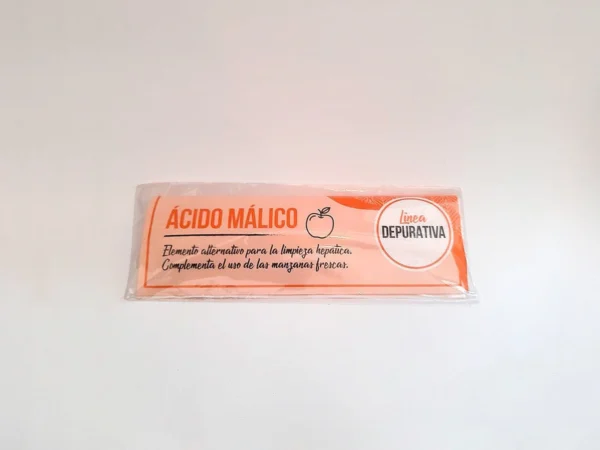 ÁCIDO MÁLICO
Elemento alternativo para la limpieza hepática.
Complementa el uso de las manzanas frescas.
Línea
DEPURATIVA